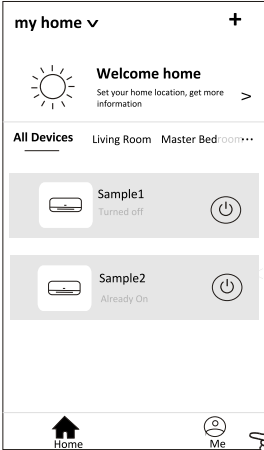 my home
+
Welcome home
Set your home location, get more
information
>
All Devices Living Room Master Bedroom...
Sample1
Turned off
Sample2
Already On
Home Me